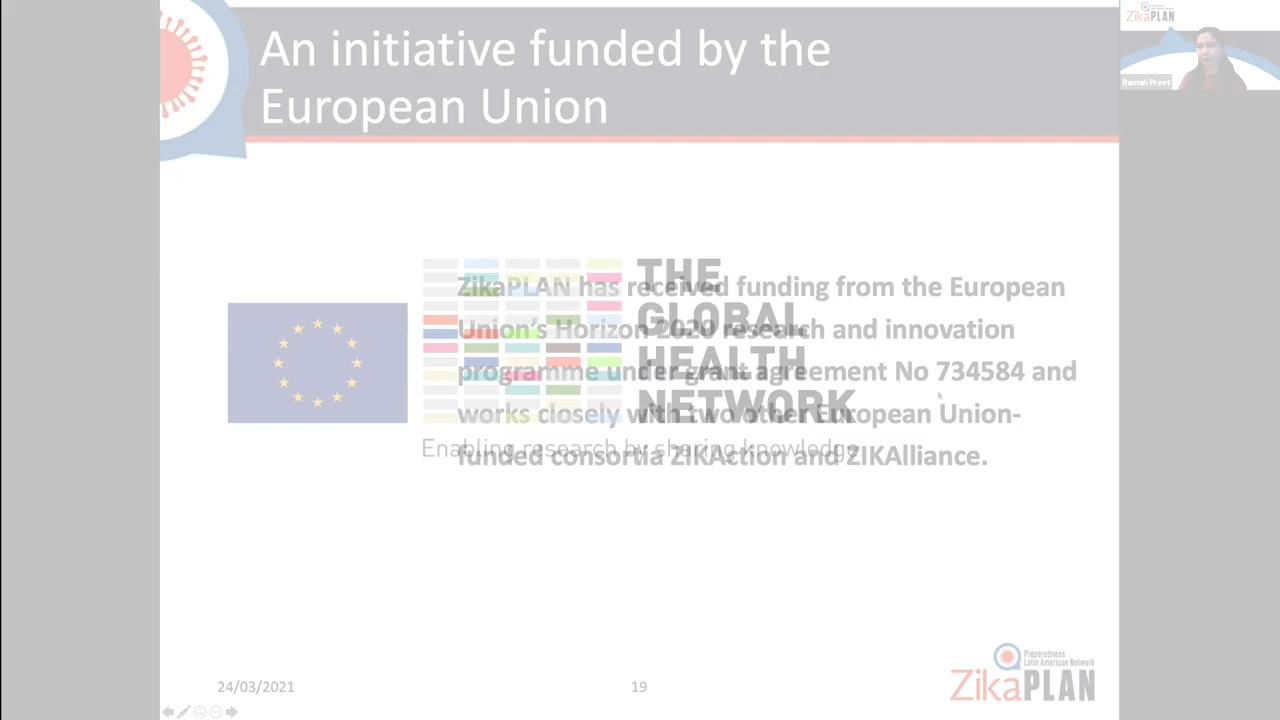 An initiative funded by the
European Union
ZikaPLAN
Raman Preet
THE
GLOBAL
HEALTH
NETWORK
Enabling research by sharing knowledge
ZikaPLAN has received funding from the European
Union’s Horizon 2020 research and innovation
programme under grant agreement No 734584 and
works closely with two other European Union-
funded consortia ZIKAction and ZIKAlliance.
24/03/2021
19
Preparedness
Latin American Network
ZikaPLAN